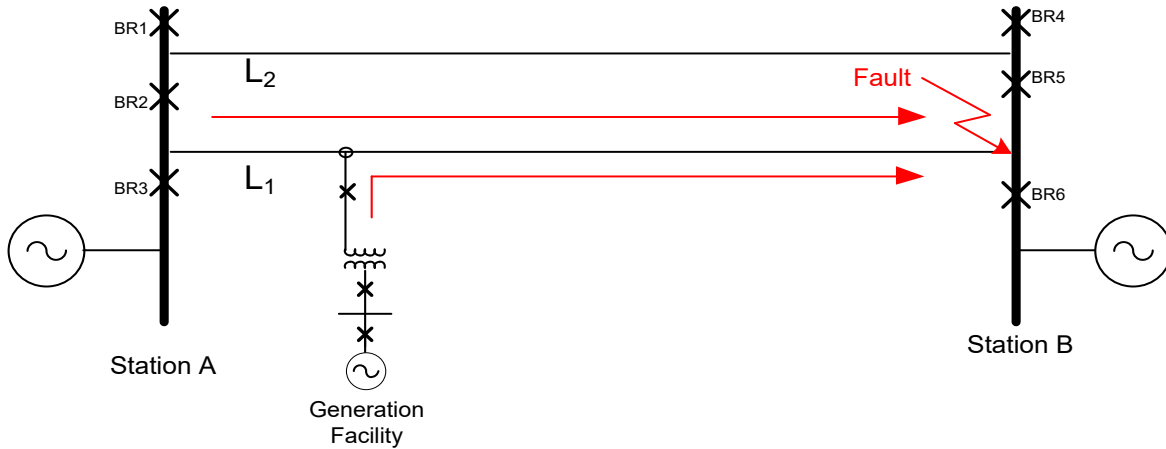 BR1
BR4
L2
Fault
BR5
BR2
L1
BR3
BR6
Station A
Station B
Generation
Facility